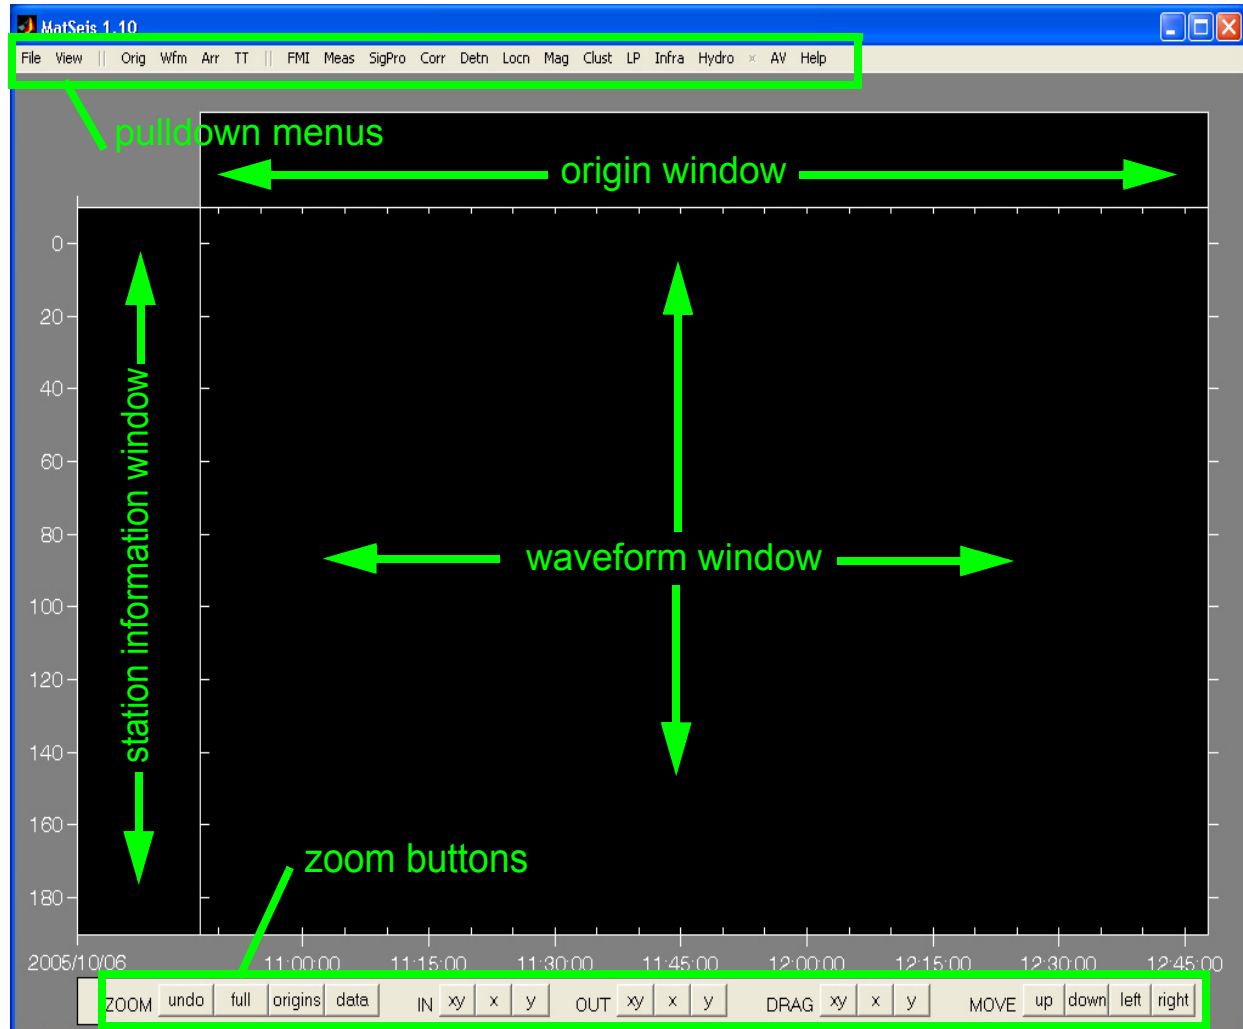 MatSeis 1.10
File View || Orig Wfm Arr TT || FMI Meas SigPro Corr Detn Locn Mag Clust LP Infra Hydro × AV Help
pulldown menus
origin window
0
20
40
60
80
100
120
140
160
180
station information window
waveform window
zoom buttons
2005/10/06 11:00:00 11:15:00 11:30:00 11:45:00 12:00:00 12:15:00 12:30:00 12:45:00
ZOOM undo full origins data IN xy x y OUT xy x y DRAG xy x y MOVE up down left right